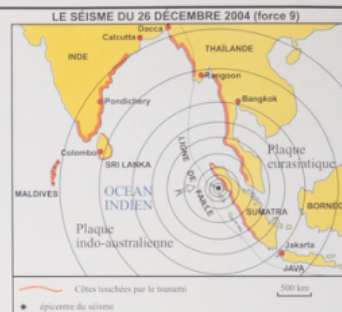 LE SÉISME DU 26 DÉCEMBRE 2004 (force 9)
Dacca
Calcutta
INDE
THAÏLANDE
Rangoon
Pondichery
Bangkok
Colombo
SRI LANKA
Plaque
eurasiatique
MALDIVES
OCEAN
INDIEN
LIGNE DE FAILLE
SUMATRA
BORNÉO
Plaque
indo-australienne
Jakarta
JAVA
Côtes touchées par le tsunami
500 km
épicentre du séisme